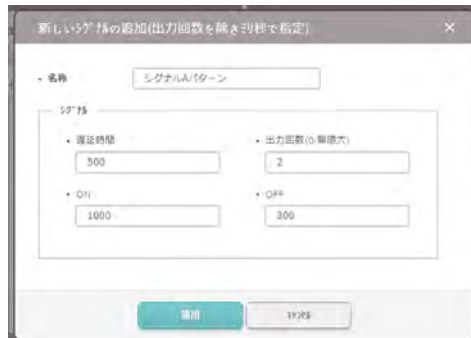 新しいｼｸﾞﾅﾙの追加(出力回数を除きﾐﾘ秒で指定) ×
• 名称 シグナルAパターン
ｼｸﾞﾅﾙ
• 遅延時間 • 出力回数(0:無限大)
500 2
• ON • OFF
1000 300
適用 ｷｬﾝｾﾙ